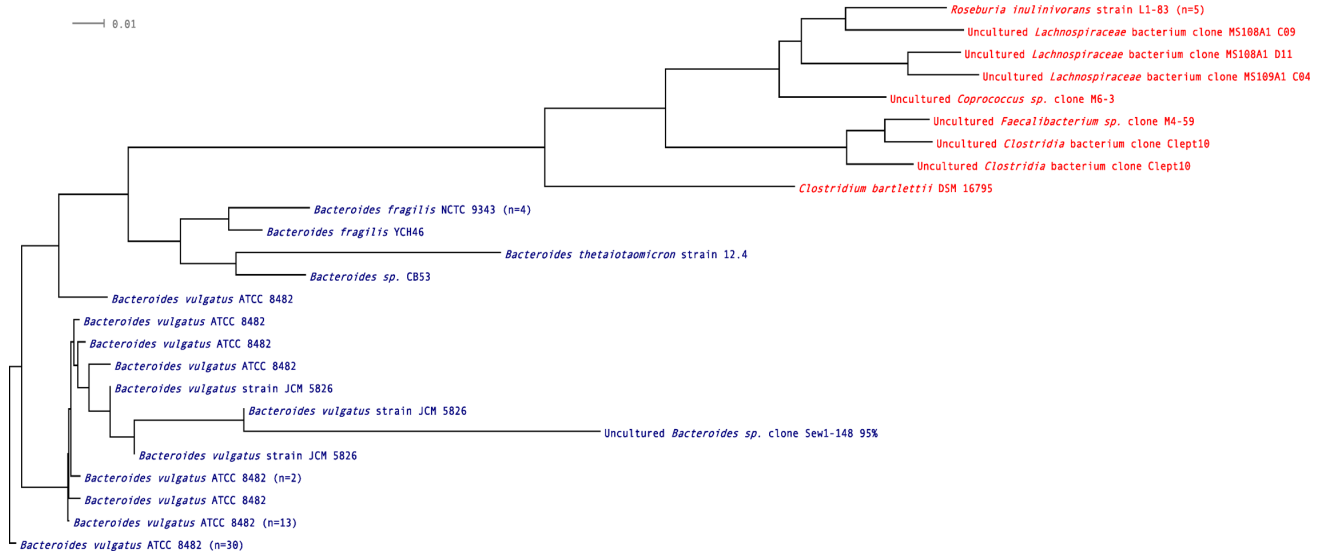 0.01
Roseburia inulinivorans strain L1-83 (n=5)
Uncultured Lachnospiraceae bacterium clone MS108A1 C09
Uncultured Lachnospiraceae bacterium clone MS108A1 D11
Uncultured Lachnospiraceae bacterium clone MS109A1 C04
Uncultured Coprococcus sp. clone M6-3
Uncultured Faecalibacterium sp. clone M4-59
Uncultured Clostridia bacterium clone Clept10
Uncultured Clostridia bacterium clone Clept10
Clostridium bartlettii DSM 16795
Bacteroides fragilis NCTC 9343 (n=4)
Bacteroides fragilis YCH46
Bacteroides thetaiotaomicron strain 12.4
Bacteroides sp. CB53
Bacteroides vulgatus ATCC 8482
Bacteroides vulgatus ATCC 8482
Bacteroides vulgatus ATCC 8482
Bacteroides vulgatus ATCC 8482
Bacteroides vulgatus strain JCM 5826
Bacteroides vulgatus strain JCM 5826
Uncultured Bacteroides sp. clone Sew1-148 95%
Bacteroides vulgatus strain JCM 5826
Bacteroides vulgatus ATCC 8482 (n=2)
Bacteroides vulgatus ATCC 8482
Bacteroides vulgatus ATCC 8482 (n=13)
Bacteroides vulgatus ATCC 8482 (n=30)